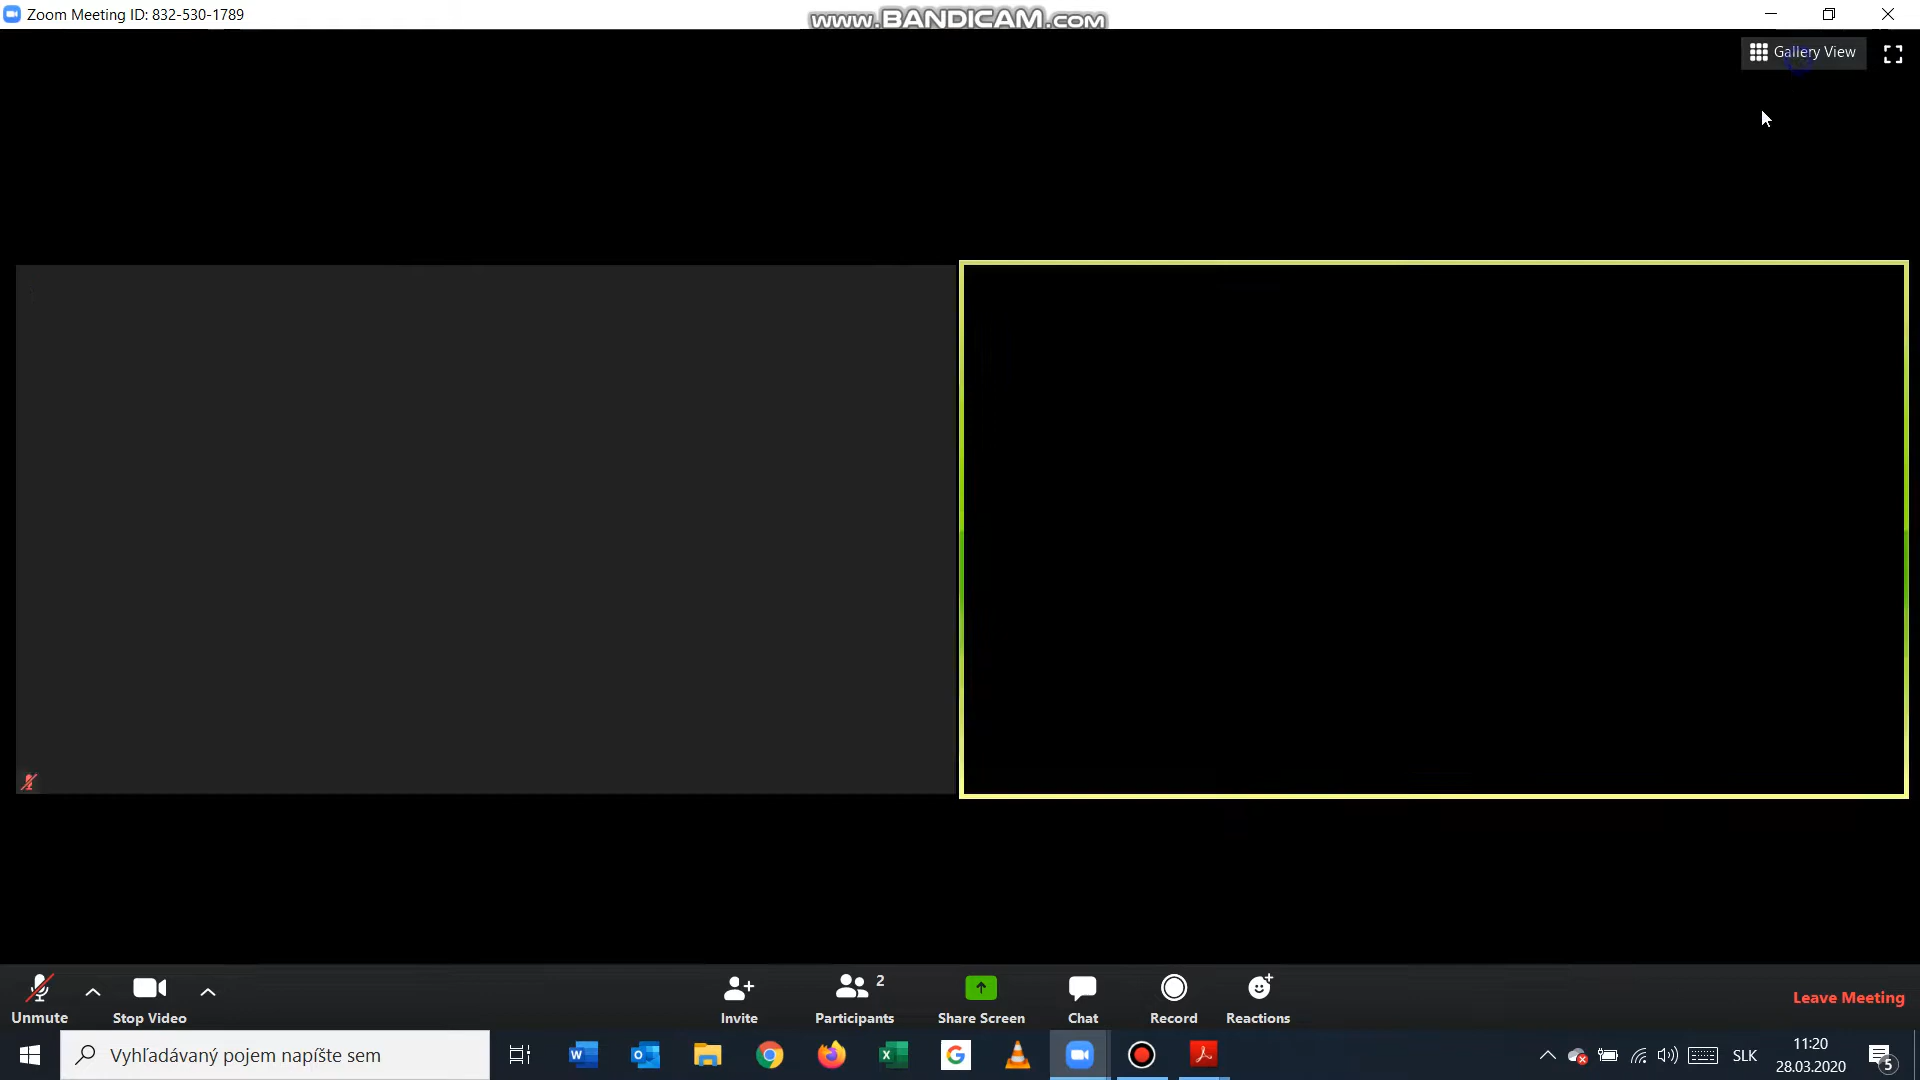 Zoom Meeting ID: 832-530-1789
www.BANDICAM.com
Gallery View
Unmute
Stop Video
Invite
2
Participants
Share Screen
Chat
Record
Reactions
Leave Meeting
Vyhľadávaný pojem napíšte sem
SLK
11:20
28.03.2020
5